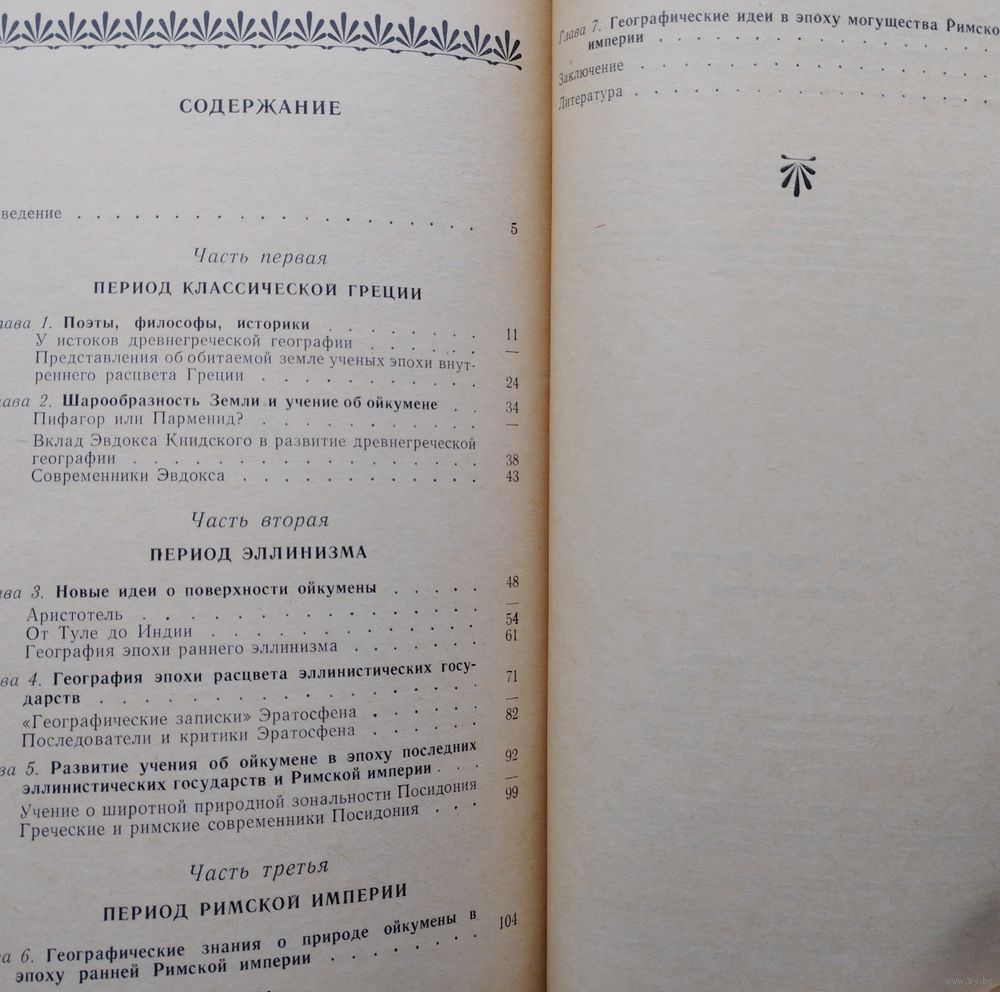 СОДЕРЖАНИЕ
ведение . . . . . . . . . . . . . . . . . . 5
Часть первая
ПЕРИОД КЛАССИЧЕСКОЙ ГРЕЦИИ
лава 1. Поэты, философы, историки . . . . . . . 11
У истоков древнегреческой географии . . . . . . —
Представления об обитаемой земле ученых эпохи внут-
реннего расцвета Греции . . . . . . . . . . . 24
лава 2. Шарообразность Земли и учение об ойкумене . . 34
Пифагор или Парменид? . . . . . . . . . . . —
Вклад Эвдокса Книдского в развитие древнегреческой
географии . . . . . . . . . . . . . . . . 38
Современники Эвдокса . . . . . . . . . . . 43
Часть вторая
ПЕРИОД ЭЛЛИНИЗМА
ва 3. Новые идеи о поверхности ойкумены . . . . . 48
Аристотель . . . . . . . . . . . . . . . . —
От Туле до Индии . . . . . . . . . . . . . 54
География эпохи раннего эллинизма . . . . . . . 61
ва 4. География эпохи расцвета эллинистических госу-
дарств . . . . . . . . . . . . . . . . . . 71
«Географические записки» Эратосфена . . . . . . —
Последователи и критики Эратосфена . . . . . . 82
ва 5. Развитие учения об ойкумене в эпоху последних
эллинистических государств и Римской империи . . . 92
Учение о широтной природной зональности Посидония —
Греческие и римские современники Посидония . . . 99
Часть третья
ПЕРИОД РИМСКОЙ ИМПЕРИИ
а 6. Географические знания о природе ойкумены в
эпоху ранней Римской империи . . . . . . . 104
Глава 7. Географические идеи в эпоху могущества Римско
империи . . . . . . . . . . . . . .
Заключение . . . . . . . . . . . . . .
Литература . . . . . . . . . . . . . .
www.ay.by